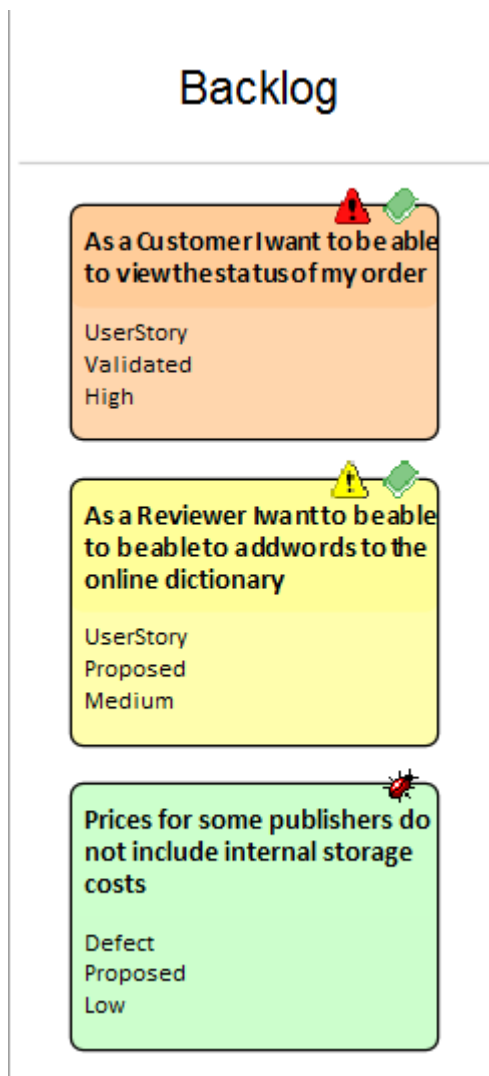 Backlog
As a Customer I want to be able
to view the status of my order
UserStory
Validated
High
As a Reviewer I want to be able
to be able to add words to the
online dictionary
UserStory
Proposed
Medium
Prices for some publishers do
not include internal storage
costs
Defect
Proposed
Low